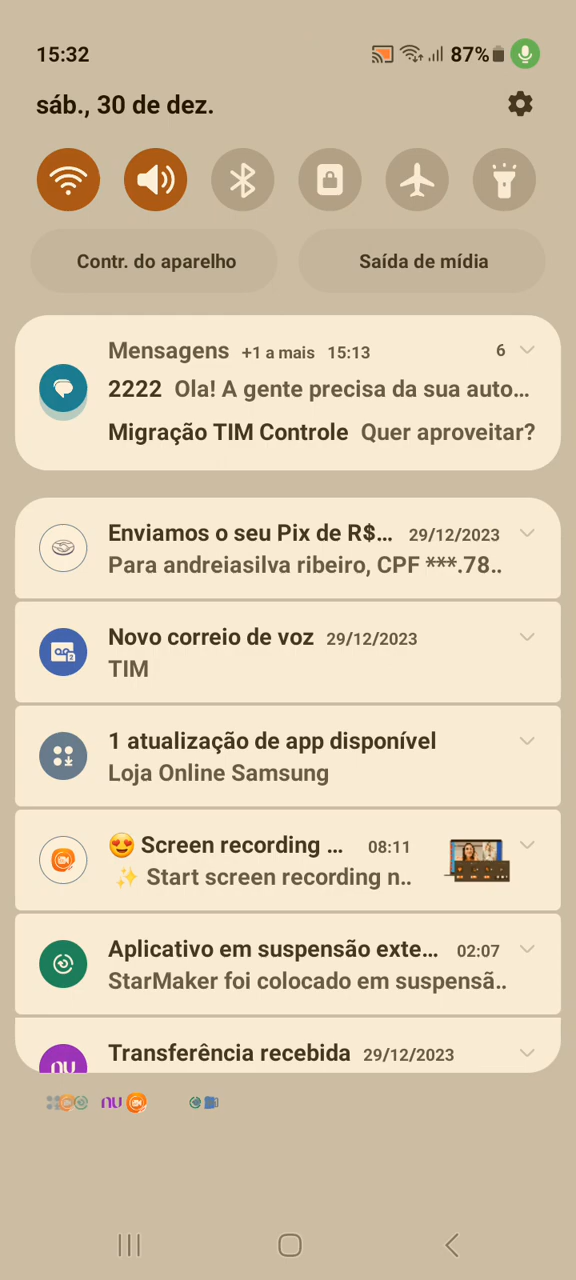 15:32
87%
sáb., 30 de dez.
Contr. do aparelho
Saída de mídia
Mensagens +1 a mais 15:13 6
2222 Ola! A gente precisa da sua auto...
Migração TIM Controle Quer aproveitar?
Enviamos o seu Pix de R$... 29/12/2023
Para andreiasilva ribeiro, CPF ***.78..
Novo correio de voz 29/12/2023
TIM
1 atualização de app disponível
Loja Online Samsung
😍 Screen recording ... 08:11
✨ Start screen recording n..
Aplicativo em suspensão exte... 02:07
StarMaker foi colocado em suspensã..
nu Transferência recebida 29/12/2023
nu